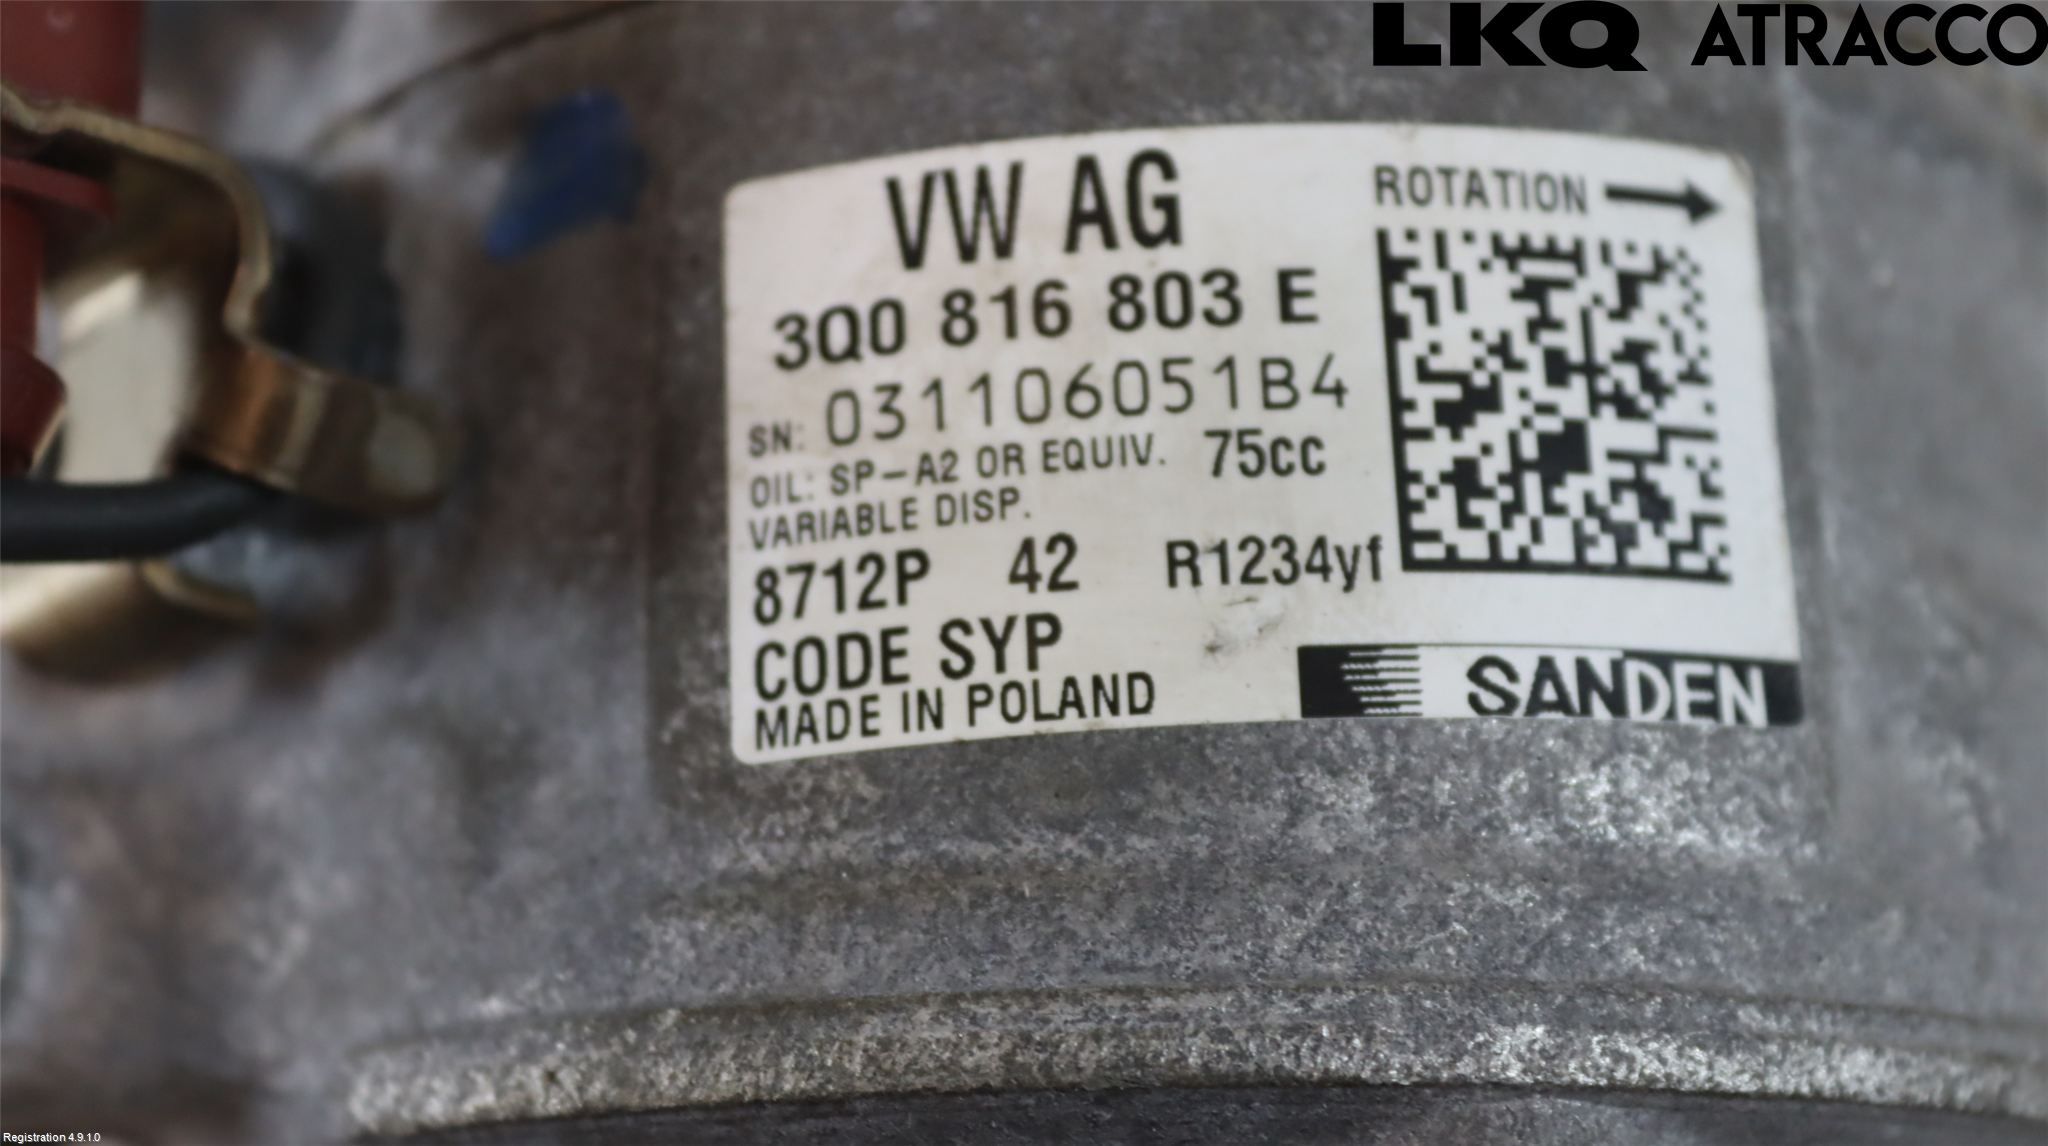 LKQ ATRACCO
VW AG
ROTATION →
3Q0 816 803 E
SN: 031106051B4
OIL: SP-A2 OR EQUIV. 75cc
VARIABLE DISP.
8712P 42 R1234yf
CODE SYP
MADE IN POLAND
SANDEN
Registration 4.9.1.0